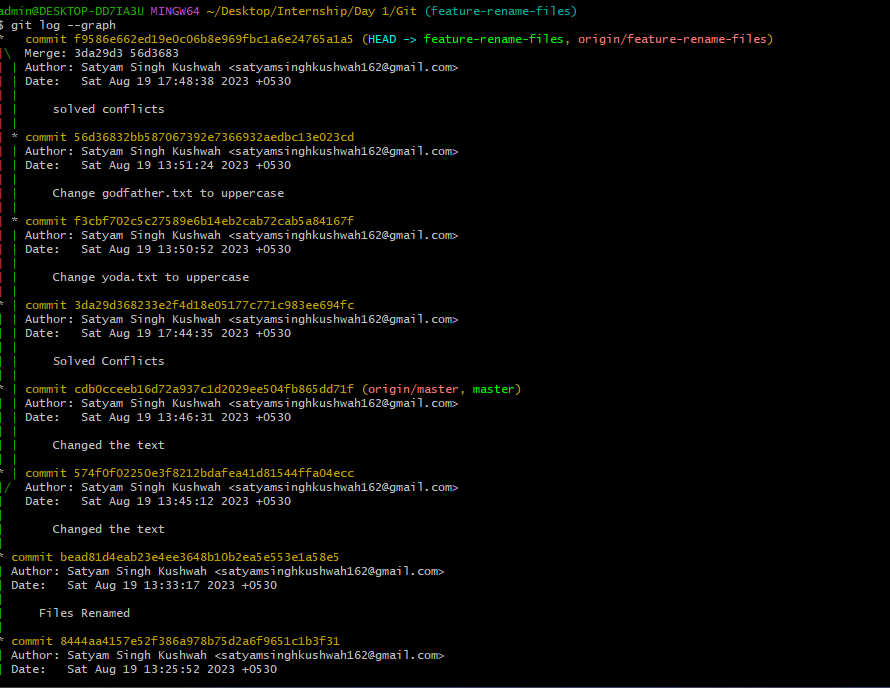 admin@DESKTOP-DD7IA3U MINGW64 ~/Desktop/Internship/Day 1/Git (feature-rename-files)
$ git log --graph
*   commit f9586e662ed19e0c06b8e969fbc1a6e24765a1a5 (HEAD -> feature-rename-files, origin/feature-rename-files)
|\  Merge: 3da29d3 56d3683
| | Author: Satyam Singh Kushwah <satyamsinghkushwah162@gmail.com>
| | Date:   Sat Aug 19 17:48:38 2023 +0530
| |
| |     solved conflicts
| |
| * commit 56d36832bb587067392e7366932aedbc13e023cd
| | Author: Satyam Singh Kushwah <satyamsinghkushwah162@gmail.com>
| | Date:   Sat Aug 19 13:51:24 2023 +0530
| |
| |     Change godfather.txt to uppercase
| |
| * commit f3cbf702c5c27589e6b14eb2cab72cab5a84167f
| | Author: Satyam Singh Kushwah <satyamsinghkushwah162@gmail.com>
| | Date:   Sat Aug 19 13:50:52 2023 +0530
| |
| |     Change yoda.txt to uppercase
| |
* | commit 3da29d368233e2f4d18e05177c771c983ee694fc
| | Author: Satyam Singh Kushwah <satyamsinghkushwah162@gmail.com>
| | Date:   Sat Aug 19 17:44:35 2023 +0530
| |
| |     Solved Conflicts
| |
* | commit cdb0cceeb16d72a937c1d2029ee504fb865dd71f (origin/master, master)
| | Author: Satyam Singh Kushwah <satyamsinghkushwah162@gmail.com>
| | Date:   Sat Aug 19 13:46:31 2023 +0530
| |
| |     Changed the text
| |
* | commit 574f0f02250e3f8212bdafea41d81544ffa04ecc
|/  Author: Satyam Singh Kushwah <satyamsinghkushwah162@gmail.com>
|   Date:   Sat Aug 19 13:45:12 2023 +0530
|
|       Changed the text
|
* commit bead81d4eab23e4ee3648b10b2ea5e553e1a58e5
| Author: Satyam Singh Kushwah <satyamsinghkushwah162@gmail.com>
| Date:   Sat Aug 19 13:33:17 2023 +0530
|
|     Files Renamed
|
* commit 8444aa4157e52f386a978b75d2a6f9651c1b3f31
| Author: Satyam Singh Kushwah <satyamsinghkushwah162@gmail.com>
| Date:   Sat Aug 19 13:25:52 2023 +0530